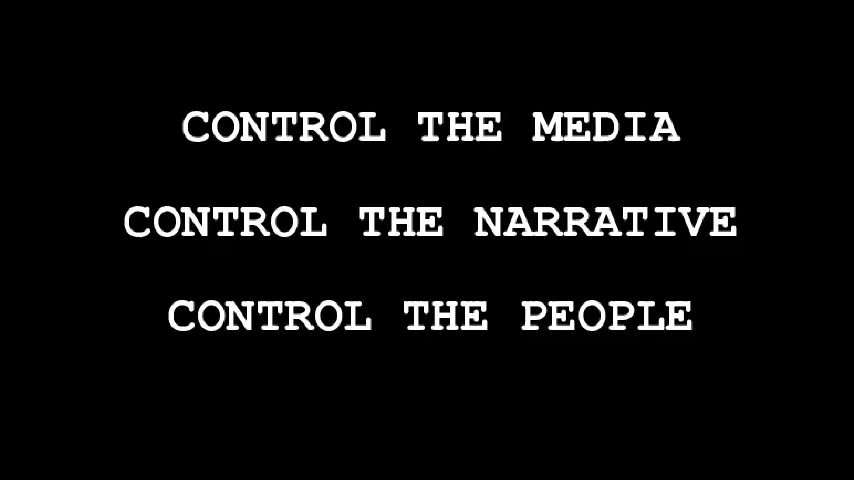 CONTROL THE MEDIA
CONTROL THE NARRATIVE
CONTROL THE PEOPLE